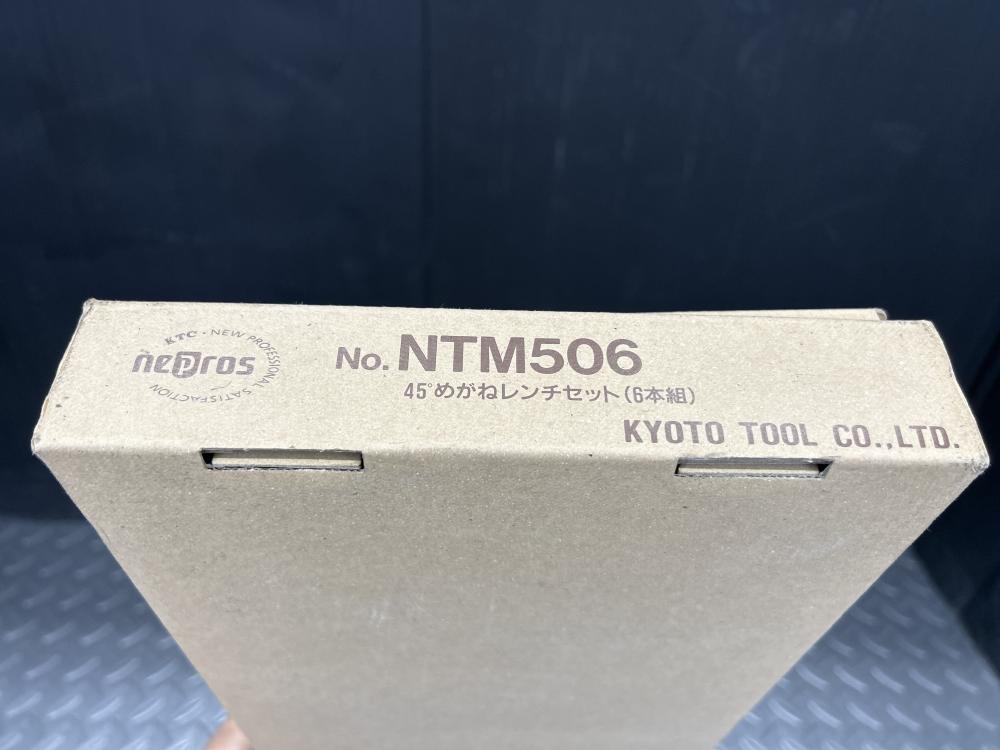 KTC・NEW PROFESSIONAL SATISFACTION
nepros
No. NTM506
45°めがねレンチセット(6本組)
KYOTO TOOL CO.,LTD.